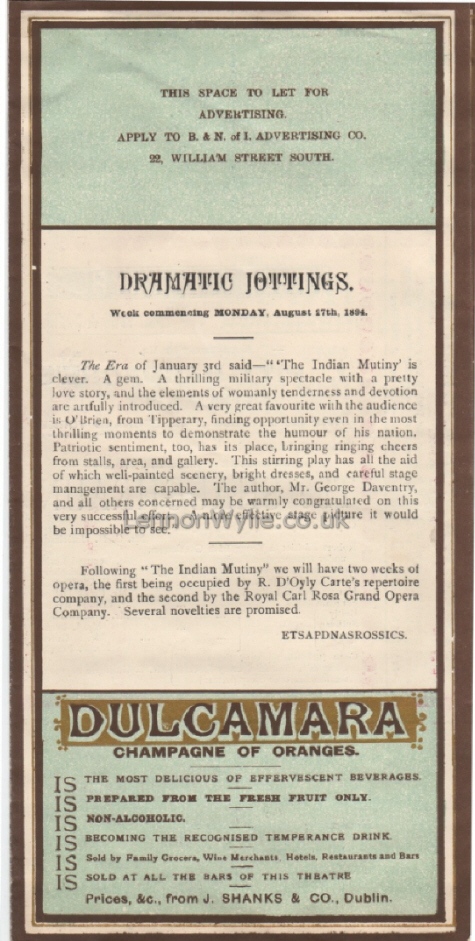 THIS SPACE TO LET FOR
ADVERTISING.
APPLY TO B. & N. of I. ADVERTISING CO.
22, WILLIAM STREET SOUTH.
DRAMATIC JOTTINGS.
Week commencing MONDAY, August 27th, 1894.
The Era of January 3rd said—" 'The Indian Mutiny' is
clever. A gem. A thrilling military spectacle with a pretty
love story, and the elements of womanly tenderness and devotion
are artfully introduced. A very great favourite with the audience
is O'Brien, from Tipperary, finding opportunity even in the most
thrilling moments to demonstrate the humour of his nation.
Patriotic sentiment, too, has its place, bringing ringing cheers
from stalls, area, and gallery. This stirring play has all the aid
of which well-painted scenery, bright dresses, and careful stage
management are capable. The author, Mr. George Daventry,
and all others concerned may be warmly congratulated on this
very successful effort. A more effective stage picture it would
be impossible to see.
LennonWylie.co.uk
Following "The Indian Mutiny" we will have two weeks of
opera, the first being occupied by R. D'Oyly Carte's repertoire
company, and the second by the Royal Carl Rosa Grand Opera
Company. Several novelties are promised.
ETSAPDNASROSSICS.
DULCAMARA
CHAMPAGNE OF ORANGES.
IS THE MOST DELICIOUS OF EFFERVESCENT BEVERAGES.
IS PREPARED FROM THE FRESH FRUIT ONLY.
IS NON-ALCOHOLIC.
IS BECOMING THE RECOGNISED TEMPERANCE DRINK.
IS Sold by Family Grocers, Wine Merchants, Hotels, Restaurants and Bars
IS SOLD AT ALL THE BARS OF THIS THEATRE
Prices, &c., from J. SHANKS & CO., Dublin.